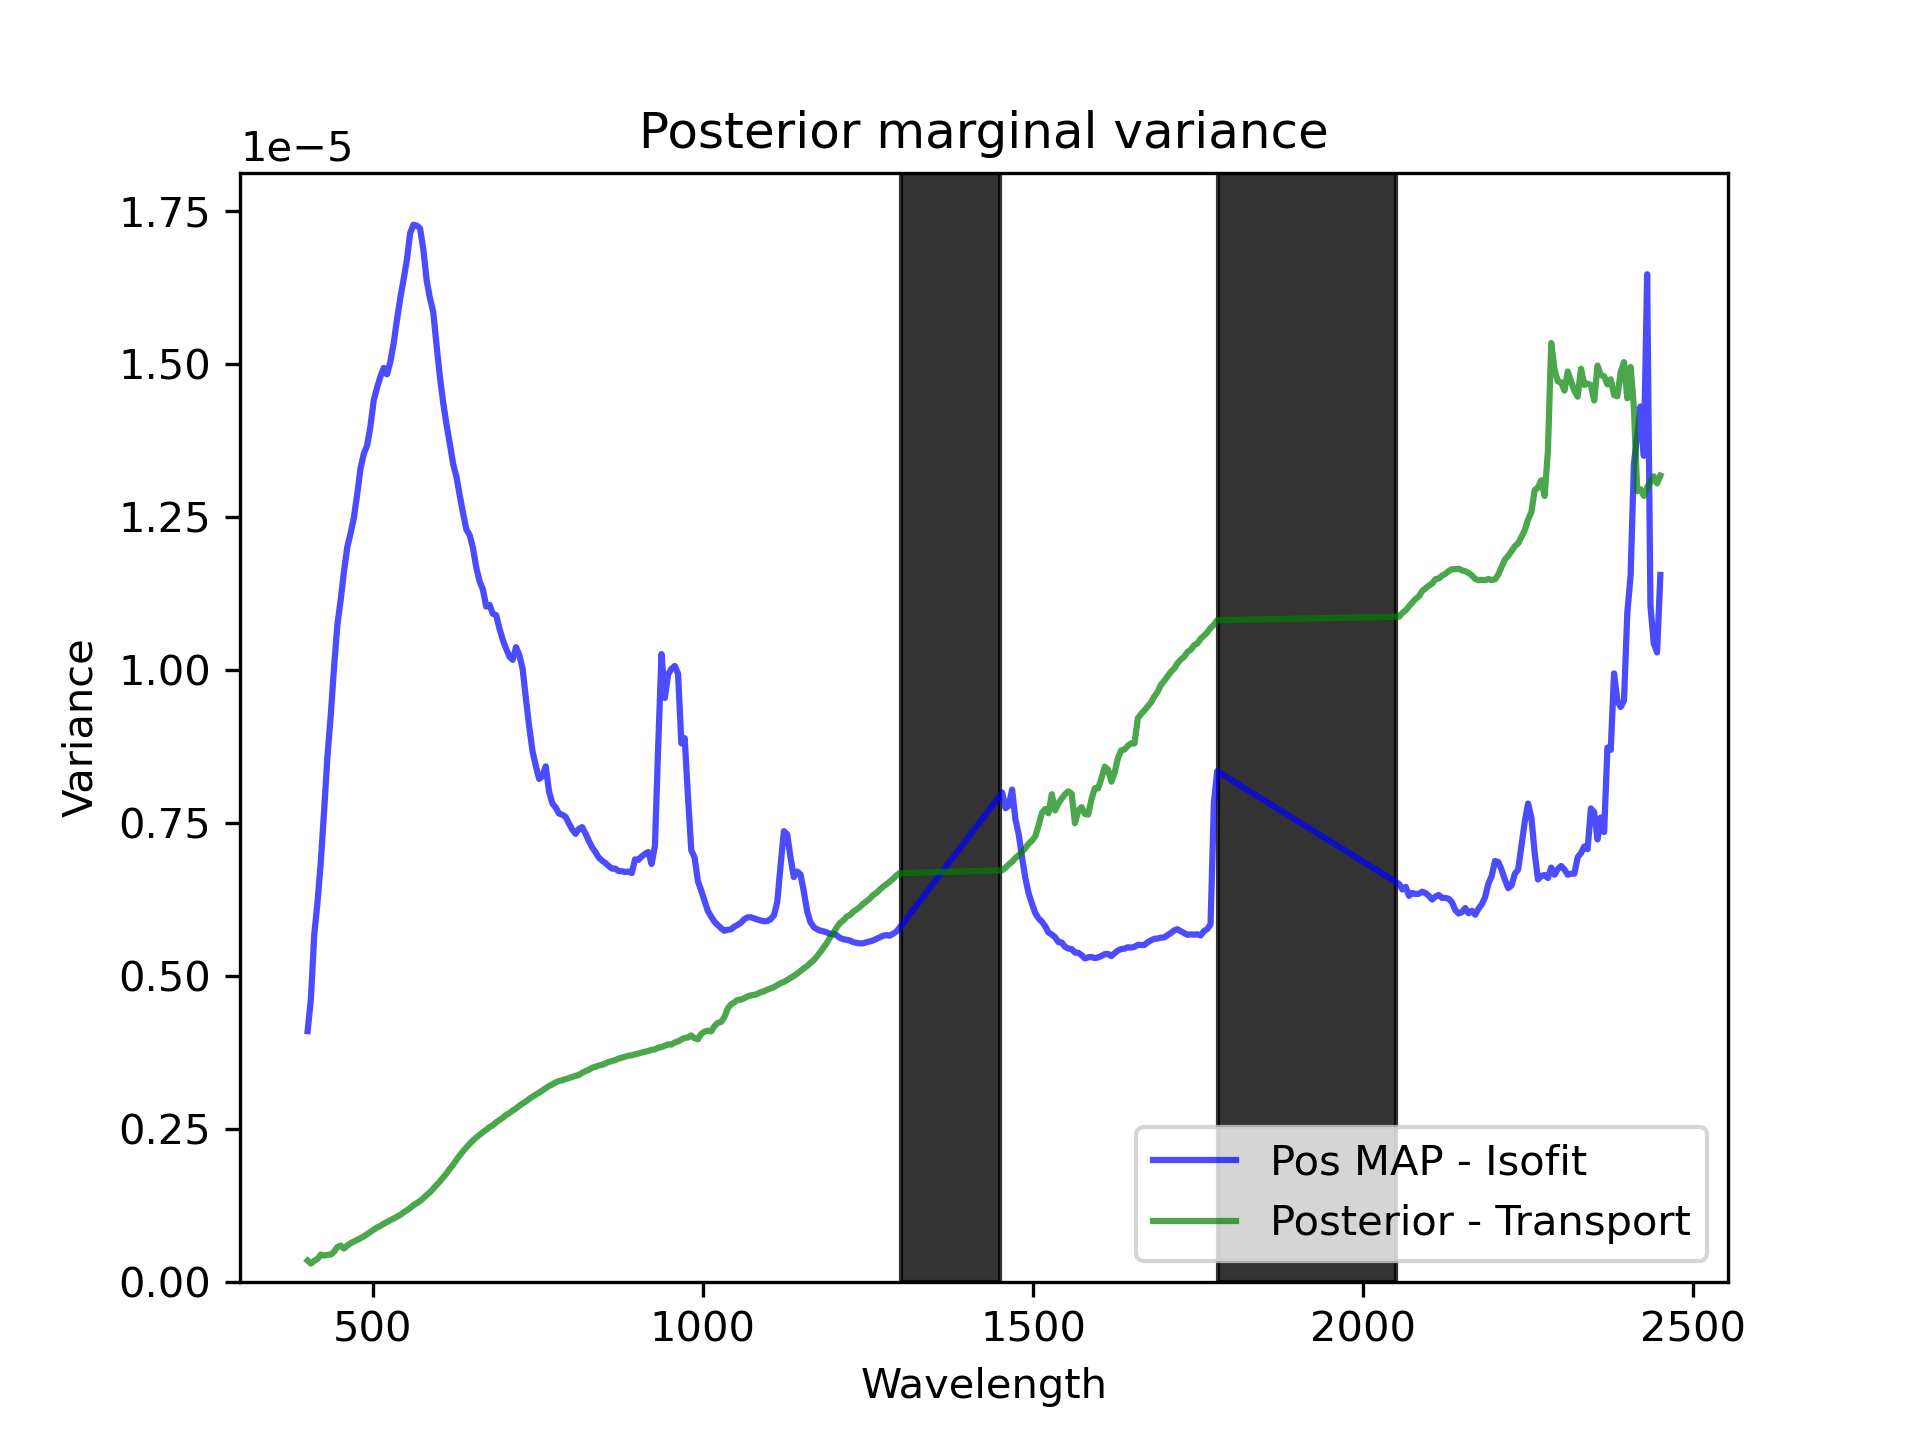 Posterior marginal variance
1e−5
1.75
1.50
1.25
1.00
0.75
0.50
0.25
0.00
Variance
500 1000 1500 2000 2500
Wavelength
Pos MAP - Isofit
Posterior - Transport